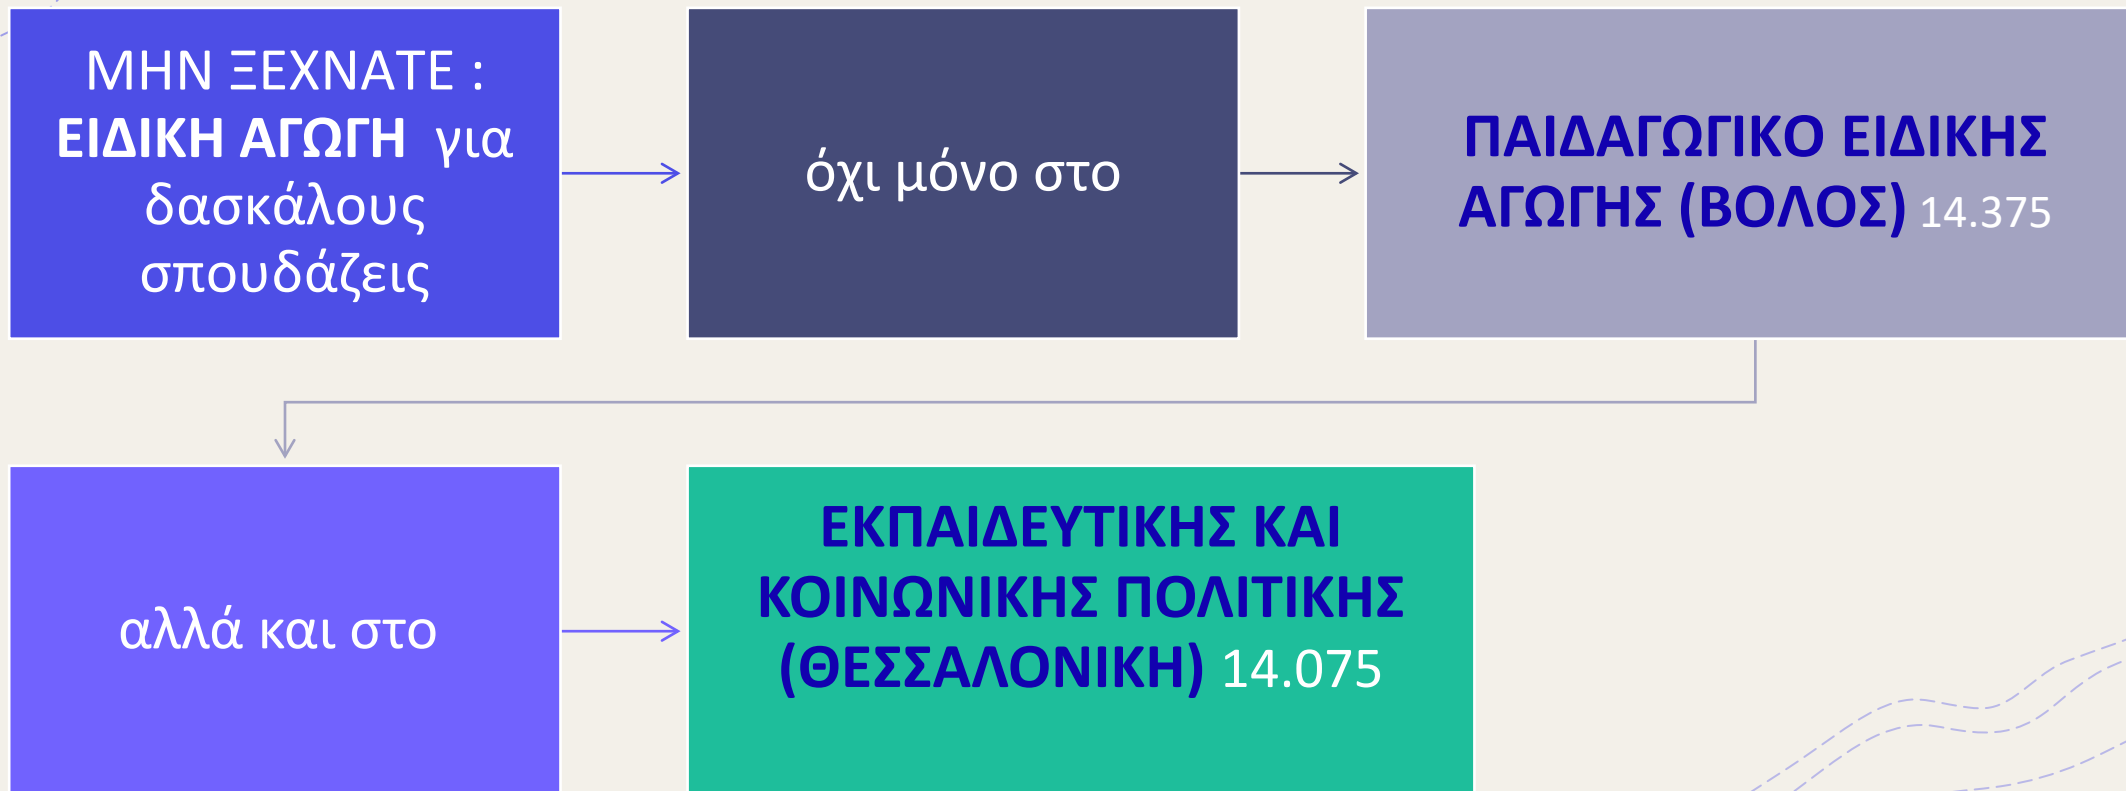 ΜΗΝ ΞΕΧΝΑΤΕ :
ΕΙΔΙΚΗ ΑΓΩΓΗ για
δασκάλους
σπουδάζεις
όχι μόνο στο
ΠΑΙΔΑΓΩΓΙΚΟ ΕΙΔΙΚΗΣ
ΑΓΩΓΗΣ (ΒΟΛΟΣ) 14.375
αλλά και στο
ΕΚΠΑΙΔΕΥΤΙΚΗΣ ΚΑΙ
ΚΟΙΝΩΝΙΚΗΣ ΠΟΛΙΤΙΚΗΣ
(ΘΕΣΣΑΛΟΝΙΚΗ) 14.075